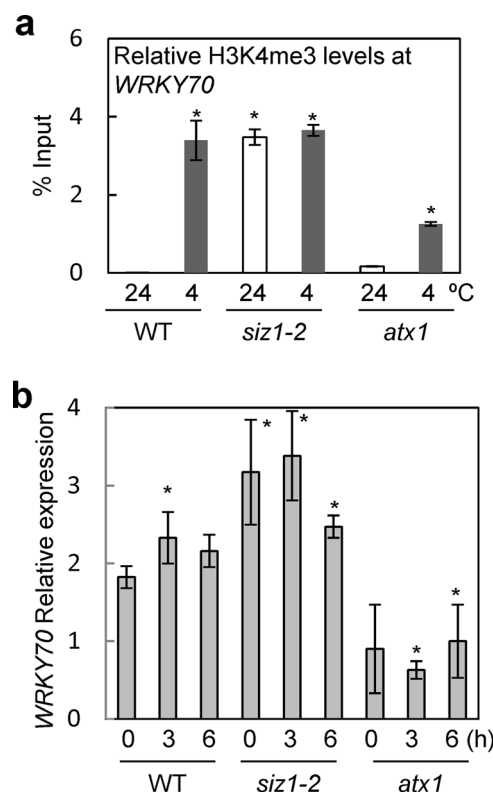 a
Relative H3K4me3 levels at
WRKY70
% Input
6
4
2
0
* * * *
24 4 24 4 24 4 ºC
WT siz1-2 atx1
b
WRKY70 Relative expression
4
3
2
1
0
* * * * * *
0 3 6 0 3 6 0 3 6 (h)
WT siz1-2 atx1